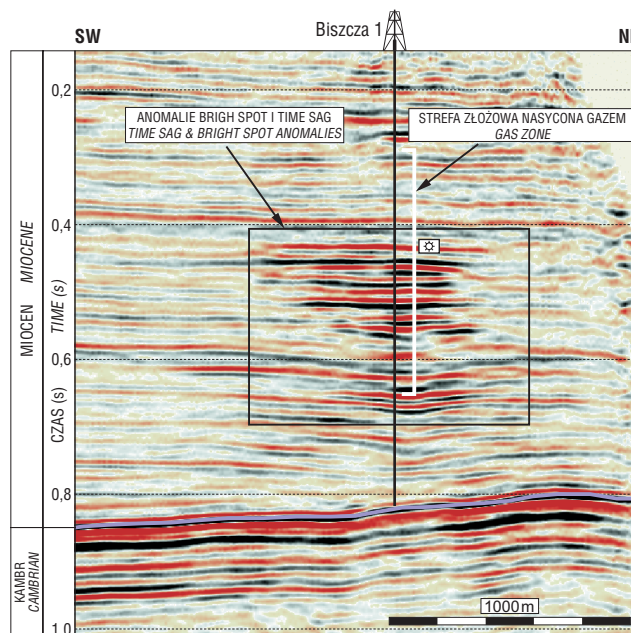 Biszcza 1
SW
NE
0,2
ANOMALIE BRIGH SPOT I TIME SAG
TIME SAG & BRIGHT SPOT ANOMALIES
STREFA ZŁOŻOWA NASYCONA GAZEM
GAS ZONE
0,4
MIOCEN MIOCENE
CZAS (s) TIME (s)
0,6
0,8
KAMBR
CAMBRIAN
1,0
1000m